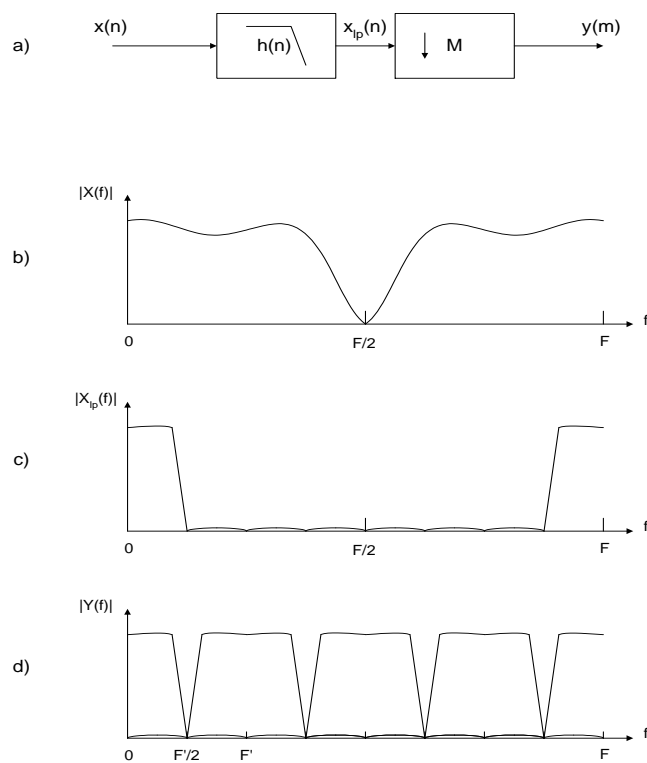 a)
x(n)
h(n)
x_lp(n)
↓ M
y(m)
b)
|X(f)|
0
F/2
F
f
c)
|X_lp(f)|
0
F/2
F
f
d)
|Y(f)|
0
F'/2
F'
F
f